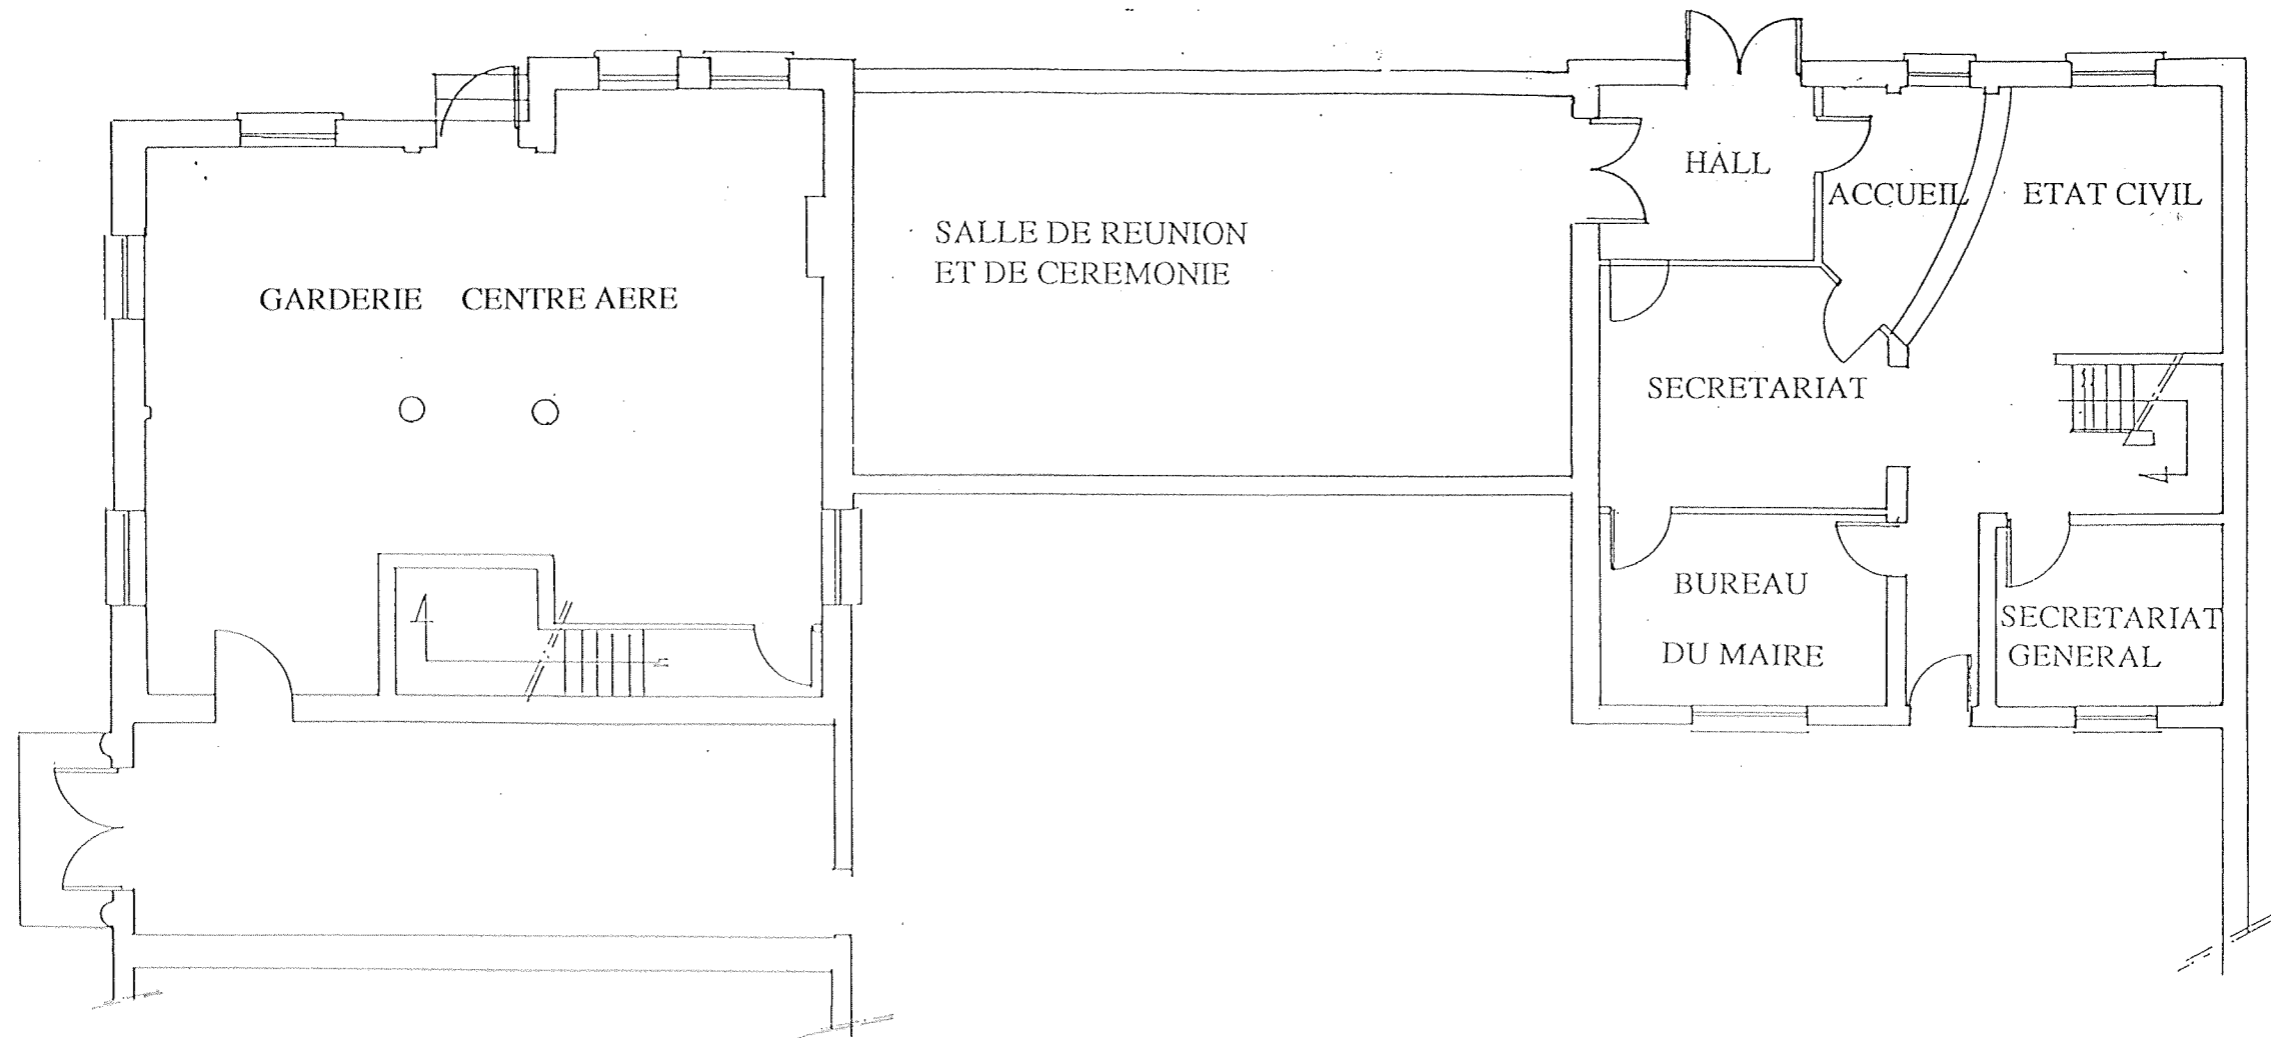 GARDERIE CENTRE AERE
SALLE DE REUNION
ET DE CEREMONIE
HALL
ACCUEIL
ETAT CIVIL
SECRETARIAT
BUREAU
DU MAIRE
SECRETARIAT
GENERAL